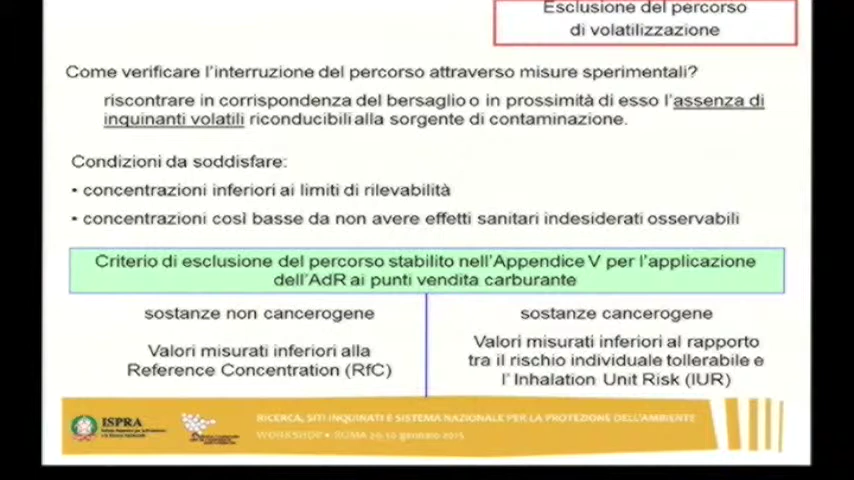 Esclusione del percorso
di volatilizzazione
Come verificare l'interruzione del percorso attraverso misure sperimentali?
riscontrare in corrispondenza del bersaglio o in prossimità di esso l'assenza di
inquinanti volatili riconducibili alla sorgente di contaminazione.
Condizioni da soddisfare:
• concentrazioni inferiori ai limiti di rilevabilità
• concentrazioni così basse da non avere effetti sanitari indesiderati osservabili
Criterio di esclusione del percorso stabilito nell'Appendice V per l'applicazione
dell'AdR ai punti vendita carburante
sostanze non cancerogene
Valori misurati inferiori alla
Reference Concentration (RfC)
sostanze cancerogene
Valori misurati inferiori al rapporto
tra il rischio individuale tollerabile e
l' Inhalation Unit Risk (IUR)
ISPRA
RICERCA, SITI INQUINATI E SISTEMA NAZIONALE PER LA PROTEZIONE DELL'AMBIENTE
WORKSHOP • ROMA 29, 30 gennaio 2015